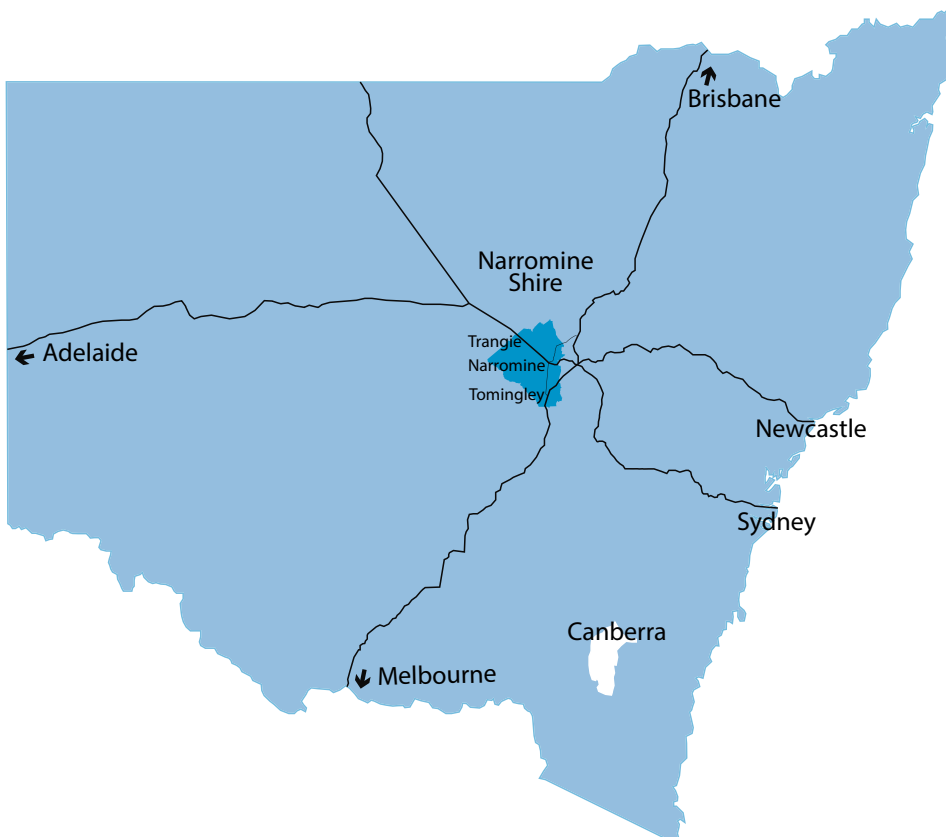 Brisbane
Narromine
Shire
Trangie
Adelaide
Narromine
Tomingley
Newcastle
Sydney
Canberra
Melbourne